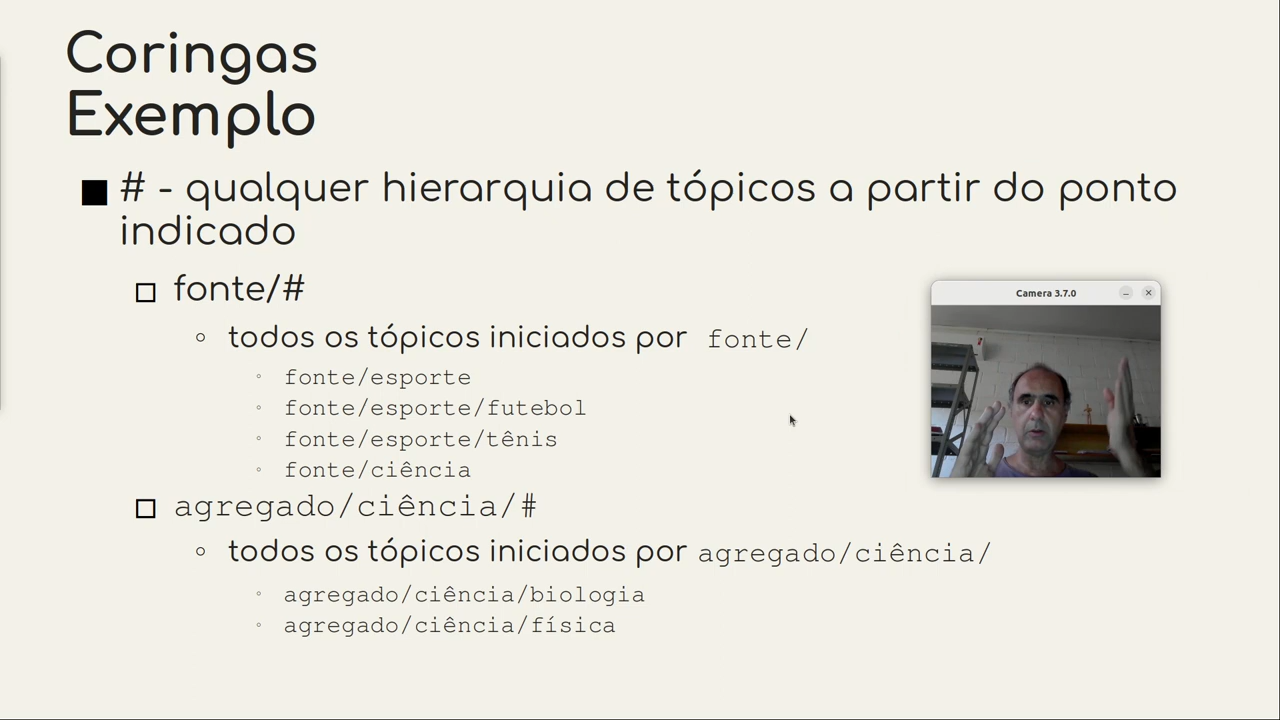 Coringas
Exemplo
# - qualquer hierarquia de tópicos a partir do ponto
indicado
fonte/#
todos os tópicos iniciados por fonte/
fonte/esporte
fonte/esporte/futebol
fonte/esporte/tênis
fonte/ciência
Camera 3.7.0
agregado/ciência/#
todos os tópicos iniciados por agregado/ciência/
agregado/ciência/biologia
agregado/ciência/física